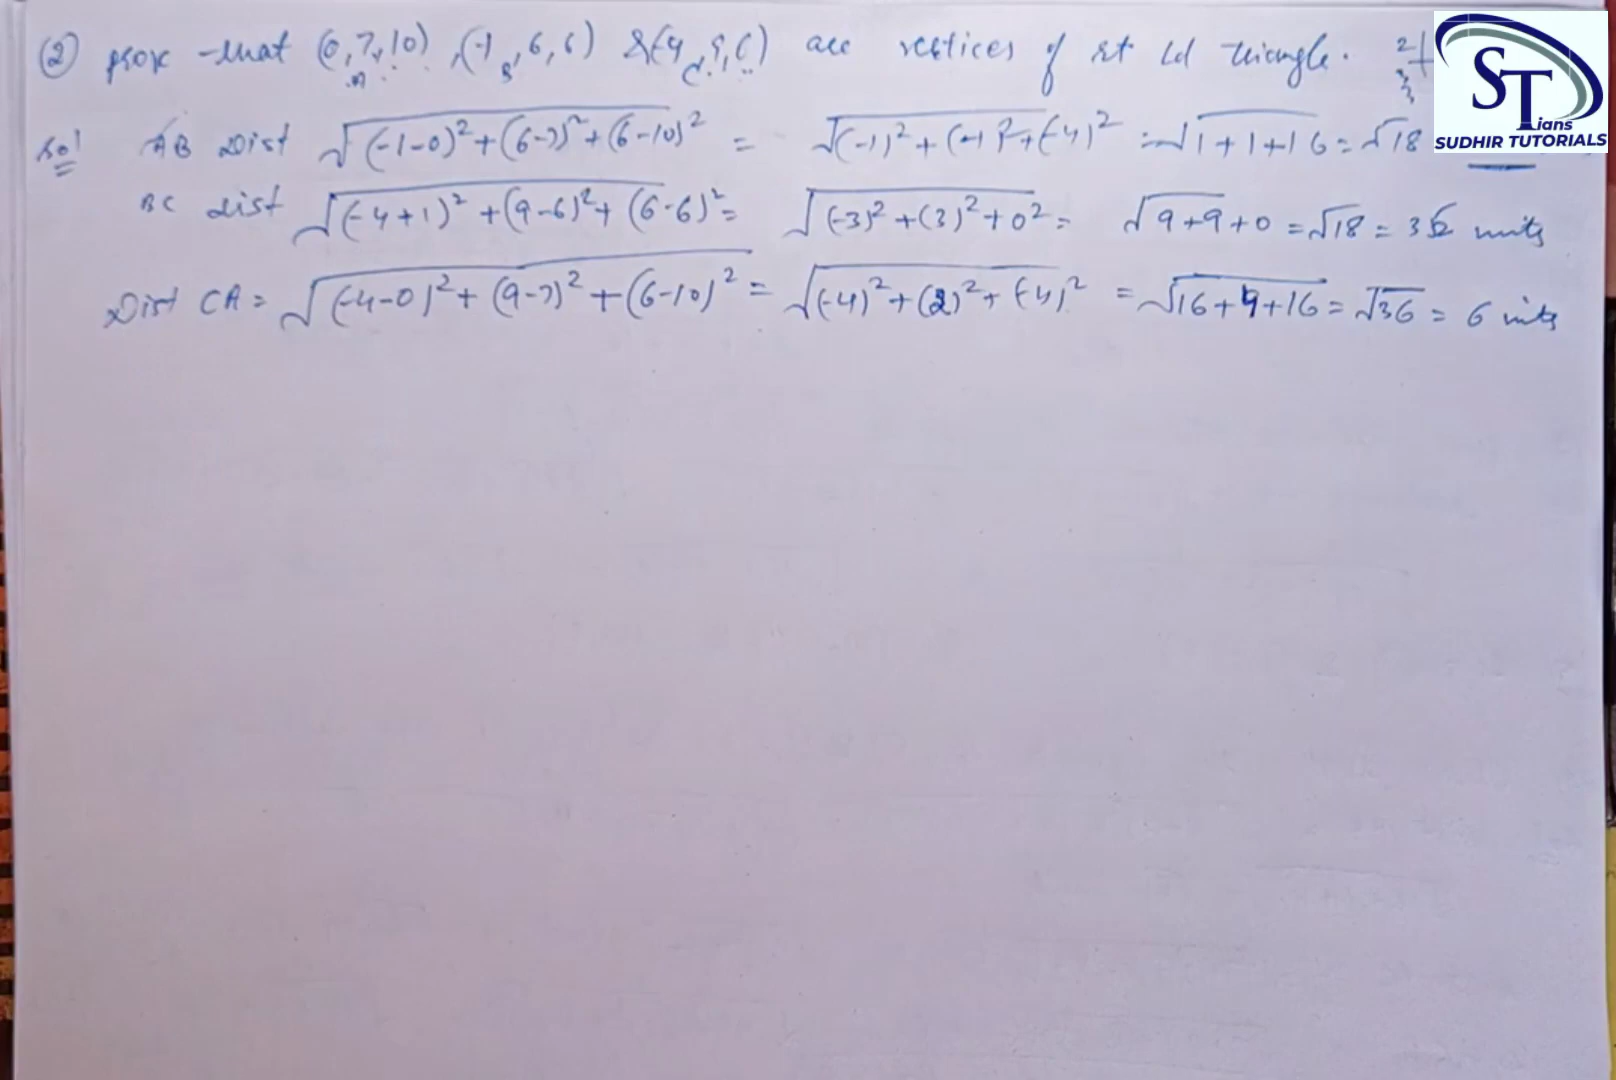 ② prove that (0,7,10), (-1,6,6) & (-4,9,6) are vertices of rt ∠d triangle.
A B C
Sol AB Dist √(-1-0)²+(6-7)²+(6-10)² = √(-1)²+(-1)²+(-4)² = √1+1+16 = √18
BC dist √(-4+1)²+(9-6)²+(6-6)² = √(-3)²+(3)²+0² = √9+9+0 = √18 = 3√2 units
Dist CA = √(-4-0)²+(9-7)²+(6-10)² = √(-4)²+(2)²+(-4)² = √16+4+16 = √36 = 6 units
STians
SUDHIR TUTORIALS